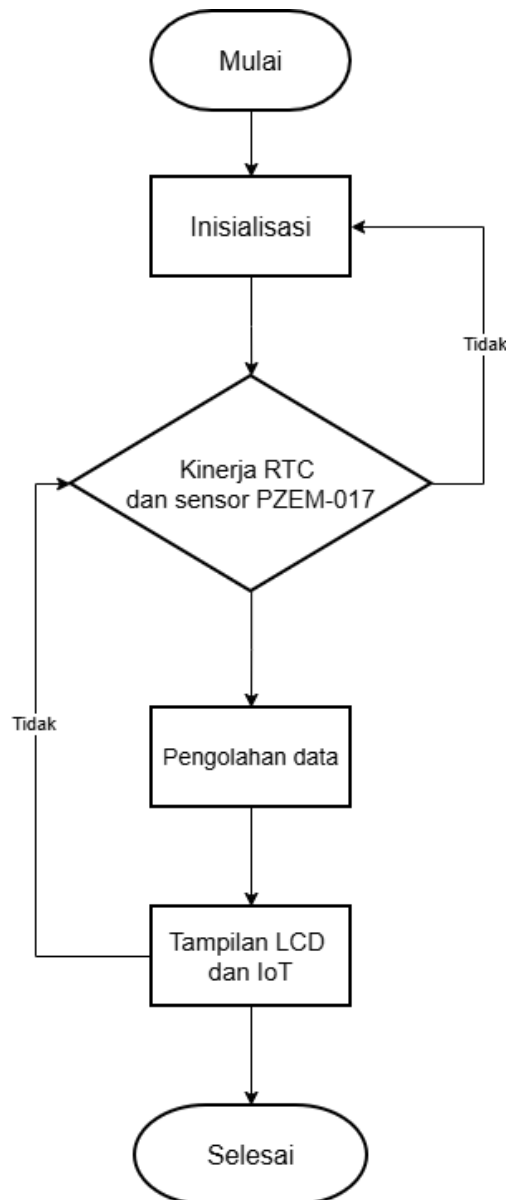 Mulai
Inisialisasi
Tidak
Kinerja RTC
dan sensor PZEM-017
Tidak
Pengolahan data
Tampilan LCD
dan IoT
Selesai